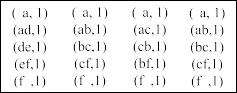 ( a, 1) ( a, 1) ( a, 1) ( a, 1)
(ad,1) (ab,1) (ac,1) (ab,1)
(de,1) (bc,1) (cb,1) (bc,1)
(ef,1) (cf,1) (bf,1) (cf,1)
(f ,1) (f ,1) (f ,1) (f ,1)